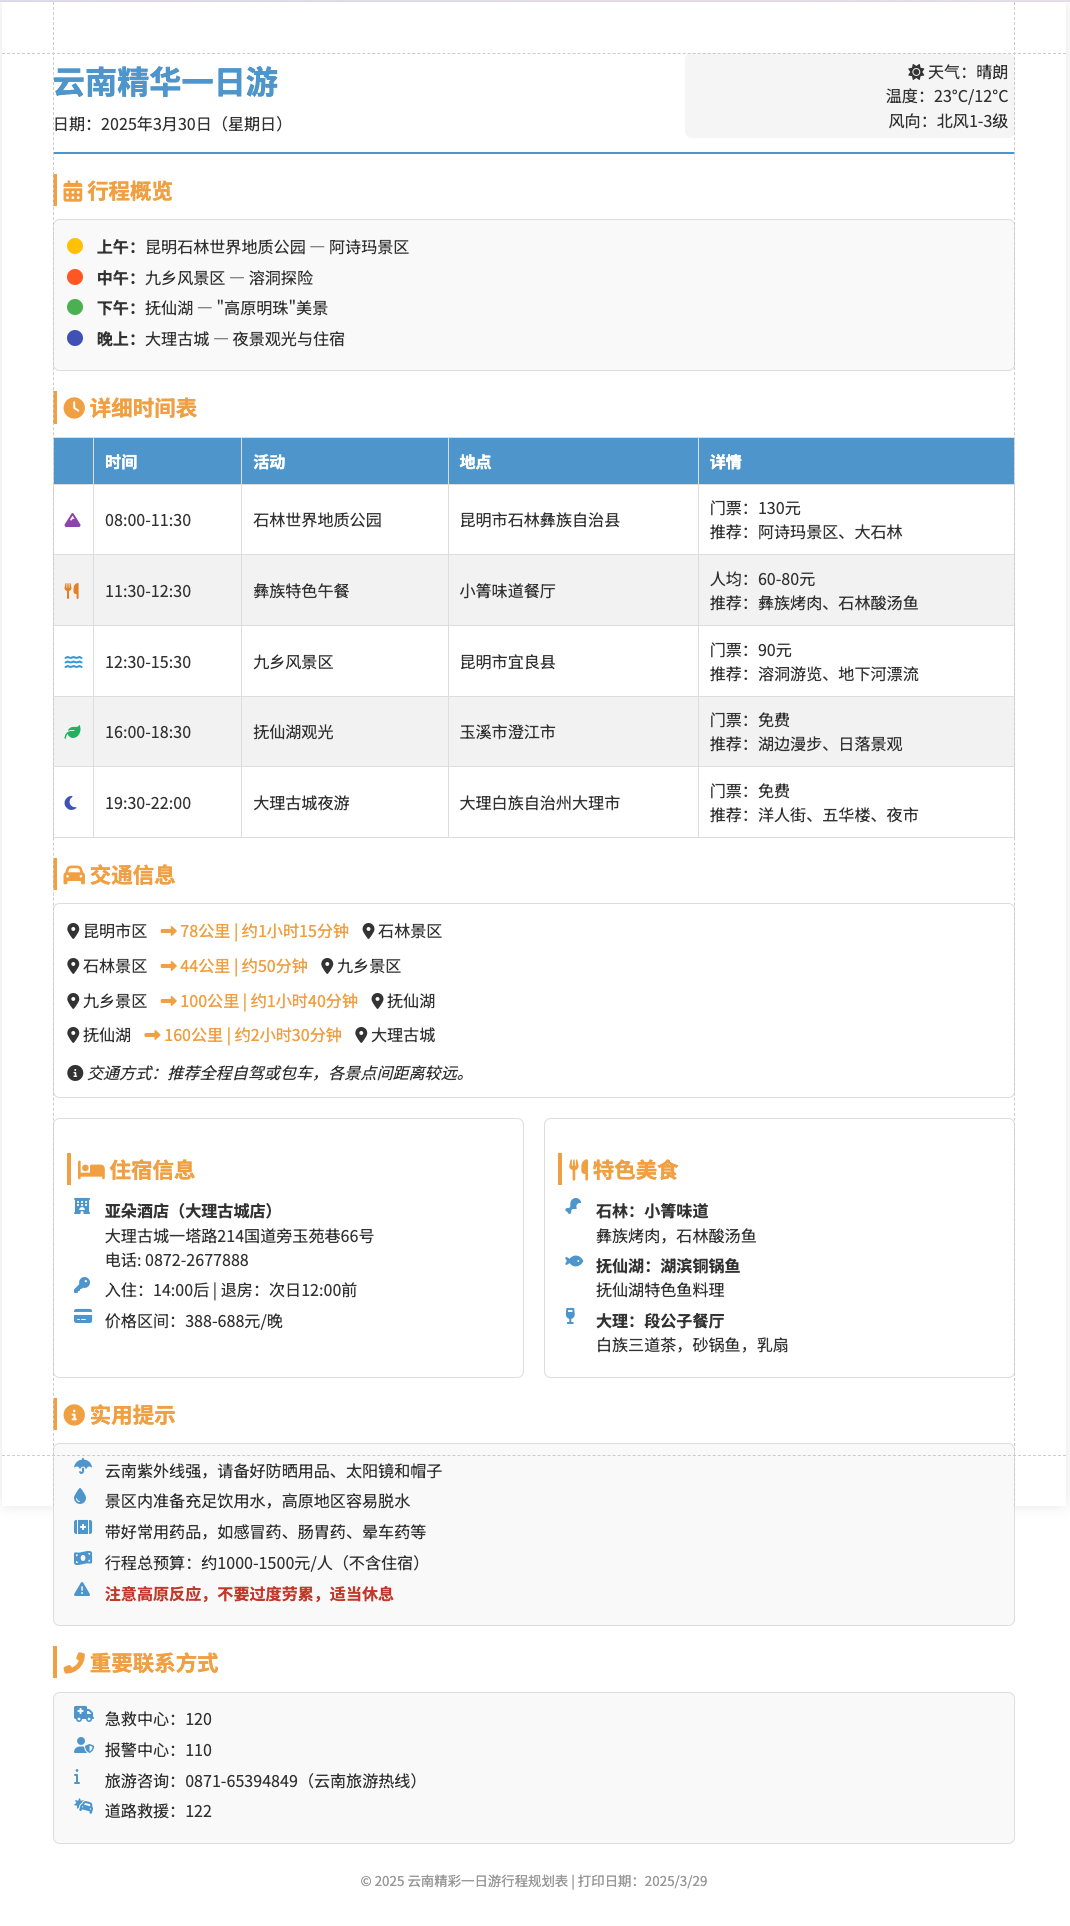 云南精华一日游
日期：2025年3月30日（星期日）
天气：晴朗
温度：23°C/12°C
风向：北风1-3级
行程概览
上午：昆明石林世界地质公园 — 阿诗玛景区
中午：九乡风景区 — 溶洞探险
下午：抚仙湖 — "高原明珠"美景
晚上：大理古城 — 夜景观光与住宿
详细时间表
时间 活动 地点 详情
08:00-11:30 石林世界地质公园 昆明市石林彝族自治县 门票：130元
推荐：阿诗玛景区、大石林
11:30-12:30 彝族特色午餐 小箐味道餐厅 人均：60-80元
推荐：彝族烤肉、石林酸汤鱼
12:30-15:30 九乡风景区 昆明市宜良县 门票：90元
推荐：溶洞游览、地下河漂流
16:00-18:30 抚仙湖观光 玉溪市澄江市 门票：免费
推荐：湖边漫步、日落景观
19:30-22:00 大理古城夜游 大理白族自治州大理市 门票：免费
推荐：洋人街、五华楼、夜市
交通信息
昆明市区 78公里 | 约1小时15分钟 石林景区
石林景区 44公里 | 约50分钟 九乡景区
九乡景区 100公里 | 约1小时40分钟 抚仙湖
抚仙湖 160公里 | 约2小时30分钟 大理古城
交通方式：推荐全程自驾或包车，各景点间距离较远。
住宿信息
亚朵酒店（大理古城店）
大理古城一塔路214国道旁玉苑巷66号
电话: 0872-2677888
入住：14:00后 | 退房：次日12:00前
价格区间：388-688元/晚
特色美食
石林：小箐味道
彝族烤肉，石林酸汤鱼
抚仙湖：湖滨铜锅鱼
抚仙湖特色鱼料理
大理：段公子餐厅
白族三道茶，砂锅鱼，乳扇
实用提示
云南紫外线强，请备好防晒用品、太阳镜和帽子
景区内准备充足饮用水，高原地区容易脱水
带好常用药品，如感冒药、肠胃药、晕车药等
行程总预算：约1000-1500元/人（不含住宿）
注意高原反应，不要过度劳累，适当休息
重要联系方式
急救中心：120
报警中心：110
旅游咨询：0871-65394849（云南旅游热线）
道路救援：122
© 2025 云南精彩一日游行程规划表 | 打印日期：2025/3/29